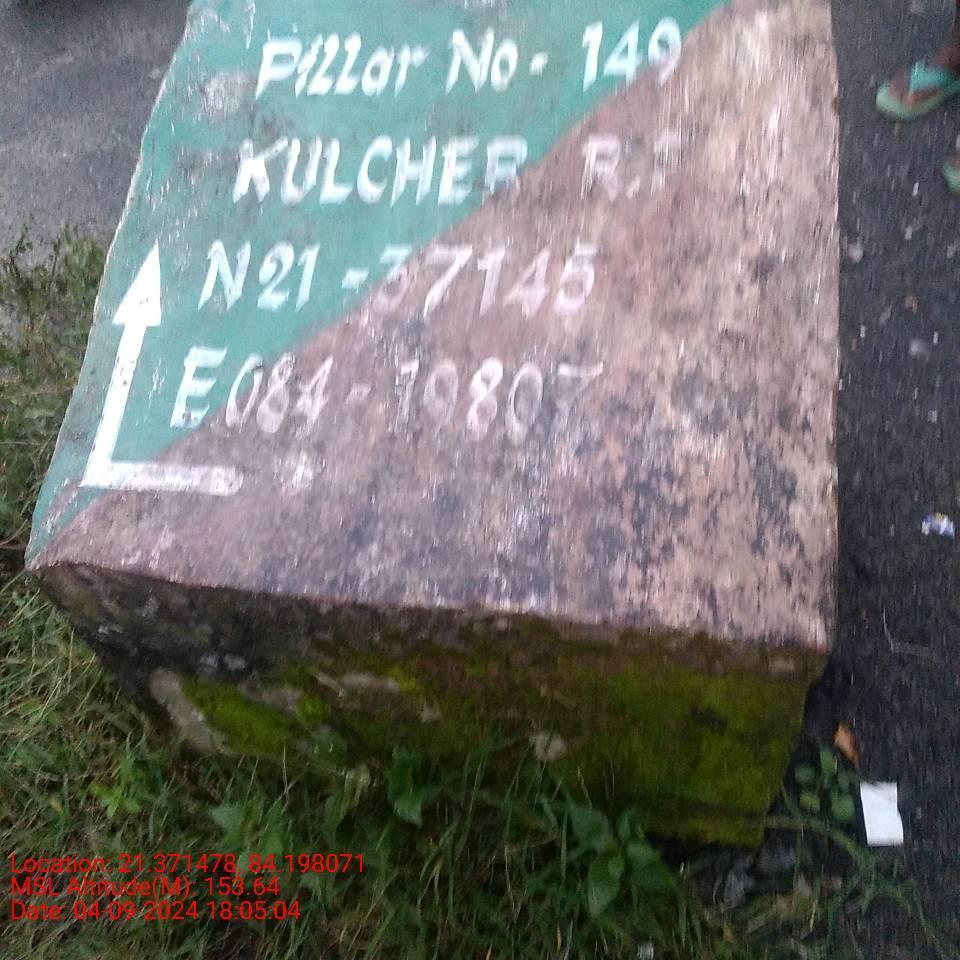 Pillar No - 149
KULCHER R.F
N21 - 37145
E084 - 19807
Location: 21.371478, 84.198071
MSL Altitude(M): 153.64
Date: 04-09-2024 18:05:04